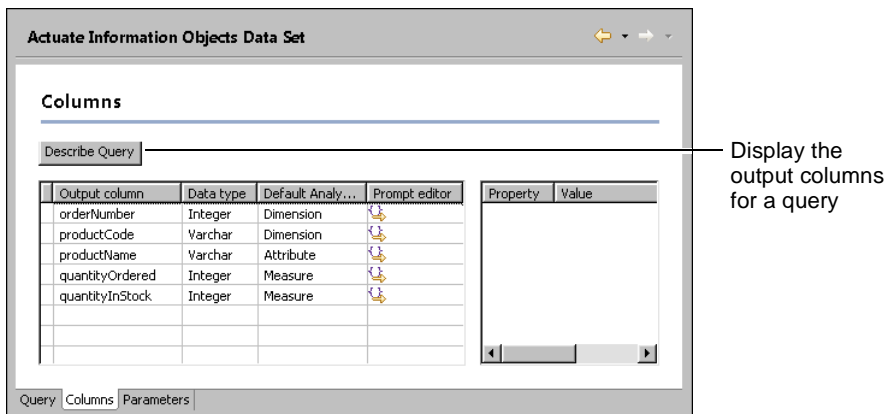 Actuate Information Objects Data Set
Columns
Describe Query
Display the
output columns
for a query
Output column Data type Default Analy... Prompt editor Property Value
orderNumber Integer Dimension
productCode Varchar Dimension
productName Varchar Attribute
quantityOrdered Integer Measure
quantityInStock Integer Measure
Query Columns Parameters